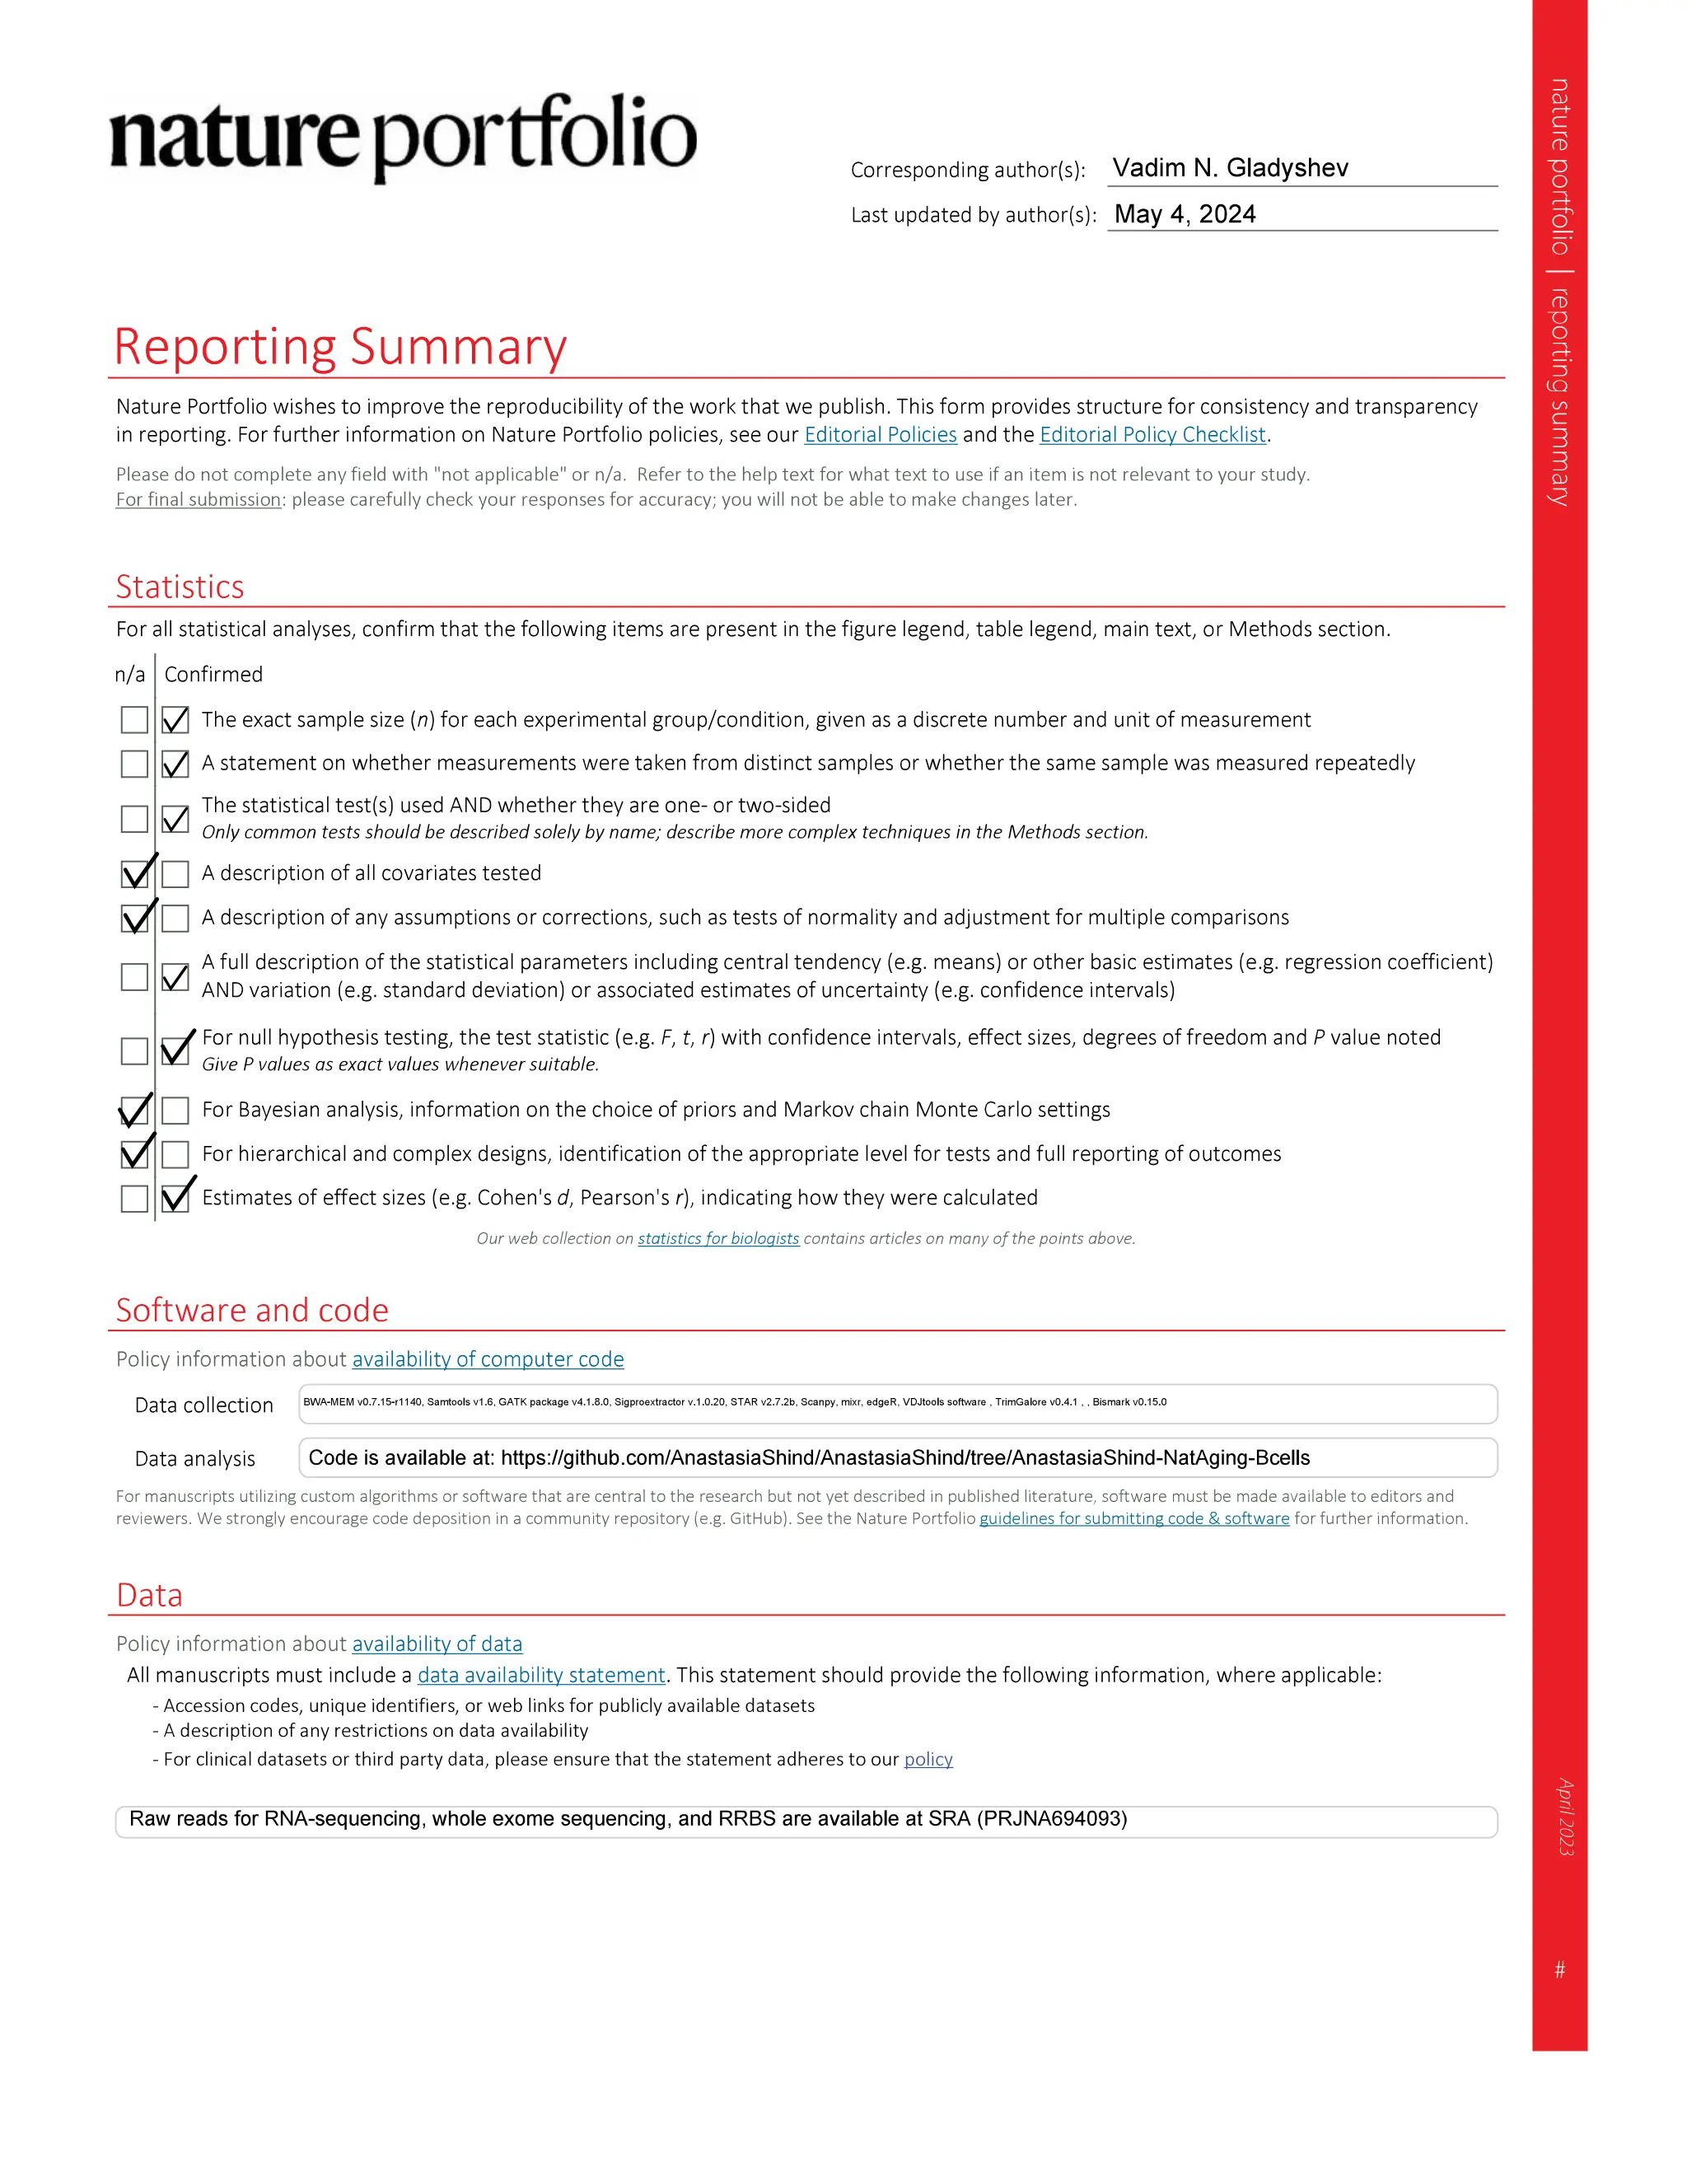 nature portfolio
Corresponding author(s): Vadim N. Gladyshev
Last updated by author(s): May 4, 2024
Reporting Summary
Nature Portfolio wishes to improve the reproducibility of the work that we publish. This form provides structure for consistency and transparency
in reporting. For further information on Nature Portfolio policies, see our Editorial Policies and the Editorial Policy Checklist.
Please do not complete any field with "not applicable" or n/a. Refer to the help text for what text to use if an item is not relevant to your study.
For final submission: please carefully check your responses for accuracy; you will not be able to make changes later.
Statistics
For all statistical analyses, confirm that the following items are present in the figure legend, table legend, main text, or Methods section.
n/a Confirmed
The exact sample size (n) for each experimental group/condition, given as a discrete number and unit of measurement
A statement on whether measurements were taken from distinct samples or whether the same sample was measured repeatedly
The statistical test(s) used AND whether they are one- or two-sided
Only common tests should be described solely by name; describe more complex techniques in the Methods section.
A description of all covariates tested
A description of any assumptions or corrections, such as tests of normality and adjustment for multiple comparisons
A full description of the statistical parameters including central tendency (e.g. means) or other basic estimates (e.g. regression coefficient)
AND variation (e.g. standard deviation) or associated estimates of uncertainty (e.g. confidence intervals)
For null hypothesis testing, the test statistic (e.g. F, t, r) with confidence intervals, effect sizes, degrees of freedom and P value noted
Give P values as exact values whenever suitable.
For Bayesian analysis, information on the choice of priors and Markov chain Monte Carlo settings
For hierarchical and complex designs, identification of the appropriate level for tests and full reporting of outcomes
Estimates of effect sizes (e.g. Cohen's d, Pearson's r), indicating how they were calculated
Our web collection on statistics for biologists contains articles on many of the points above.
Software and code
Policy information about availability of computer code
Data collection BWA-MEM v0.7.15-r1140, Samtools v1.6, GATK package v4.1.8.0, Sigproextractor v.1.0.20, STAR v2.7.2b, Scanpy, mixr, edgeR, VDJtools software , TrimGalore v0.4.1 , , Bismark v0.15.0
Data analysis Code is available at: https://github.com/AnastasiaShind/AnastasiaShind/tree/AnastasiaShind-NatAging-Bcells
For manuscripts utilizing custom algorithms or software that are central to the research but not yet described in published literature, software must be made available to editors and
reviewers. We strongly encourage code deposition in a community repository (e.g. GitHub). See the Nature Portfolio guidelines for submitting code & software for further information.
Data
Policy information about availability of data
All manuscripts must include a data availability statement. This statement should provide the following information, where applicable:
- Accession codes, unique identifiers, or web links for publicly available datasets
- A description of any restrictions on data availability
- For clinical datasets or third party data, please ensure that the statement adheres to our policy
Raw reads for RNA-sequencing, whole exome sequencing, and RRBS are available at SRA (PRJNA694093)
nature portfolio | reporting summary
April 2023
#